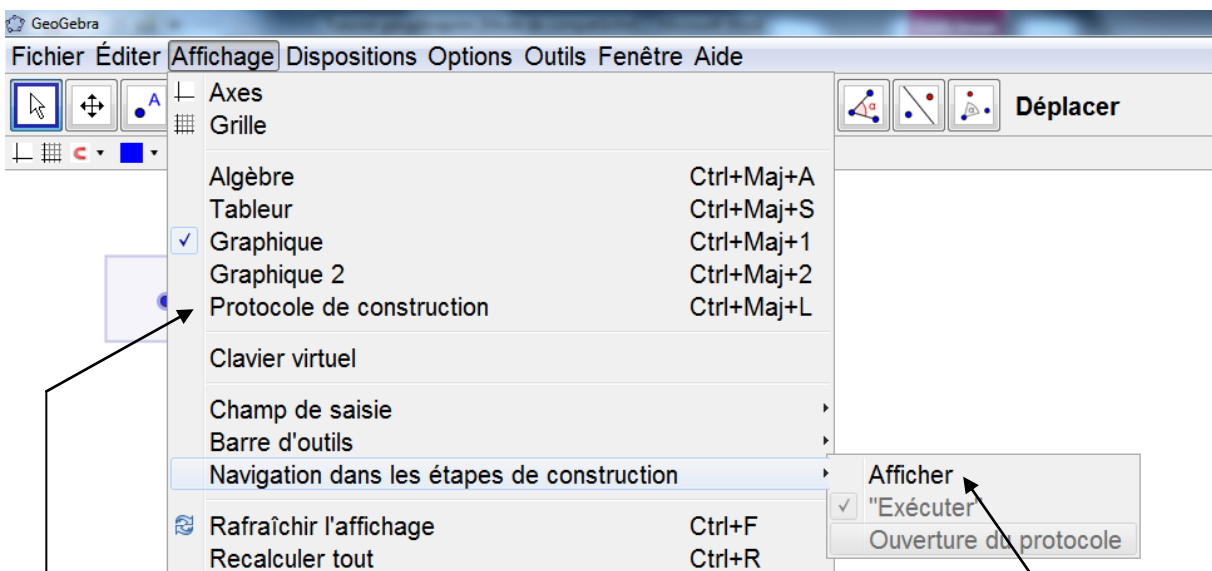 GeoGebra
Fichier Éditer Affichage Dispositions Options Outils Fenêtre Aide
A
Axes
Grille
α
Déplacer
Algèbre Ctrl+Maj+A
Tableur Ctrl+Maj+S
Graphique Ctrl+Maj+1
Graphique 2 Ctrl+Maj+2
Protocole de construction Ctrl+Maj+L
Clavier virtuel
Champ de saisie
Barre d'outils
Navigation dans les étapes de construction
Afficher
"Exécuter"
Ouverture du protocole
Rafraîchir l'affichage Ctrl+F
Recalculer tout Ctrl+R